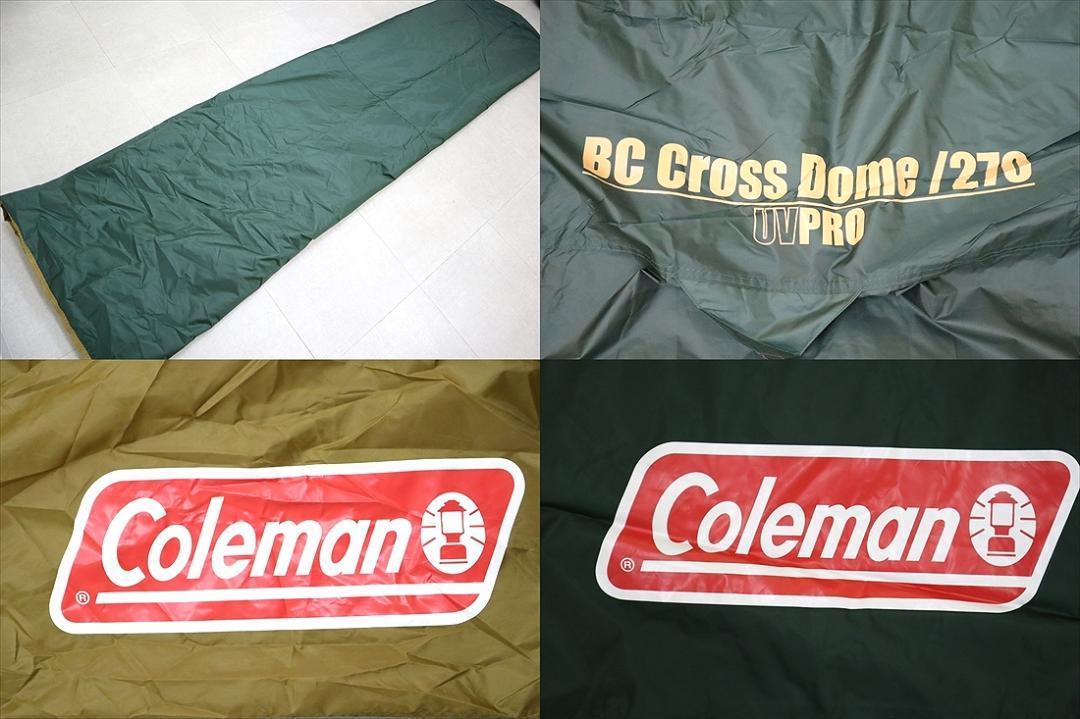 BC Cross Dome /270
UVPRO
Coleman
®
Coleman
®